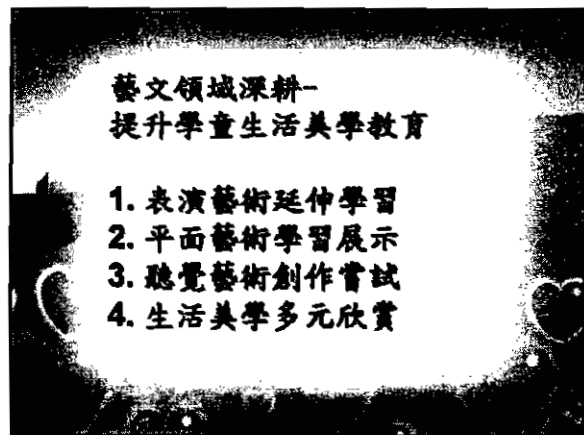 藝文領域深耕-
提升學童生活美學教育
1. 表演藝術延伸學習
2. 平面藝術學習展示
3. 聽覺藝術創作嘗試
4. 生活美學多元欣賞